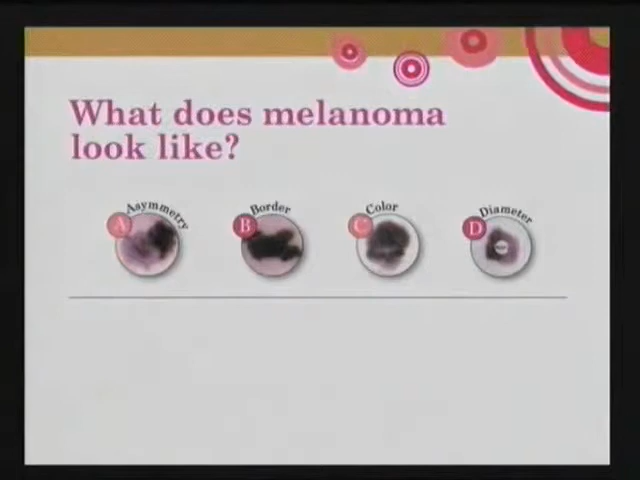 What does melanoma
look like?
A Asymmetry
B Border
C Color
D Diameter